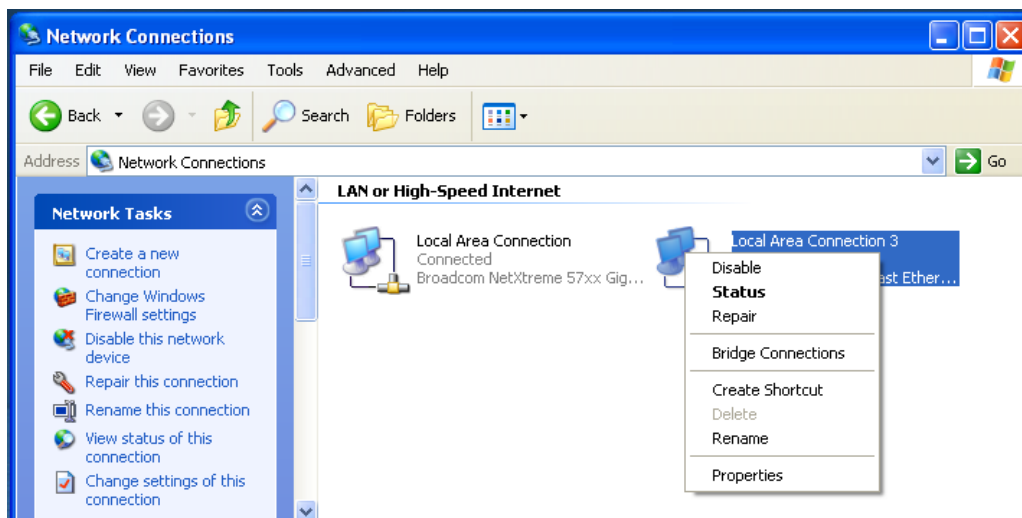 Network Connections
File Edit View Favorites Tools Advanced Help
Back Search Folders
Address Network Connections Go
Network Tasks
Create a new
connection
Change Windows
Firewall settings
Disable this network
device
Repair this connection
Rename this connection
View status of this
connection
Change settings of this
connection
LAN or High-Speed Internet
Local Area Connection
Connected
Broadcom NetXtreme 57xx Gig...
Local Area Connection 3
Ether...
Disable
Status
Repair
Bridge Connections
Create Shortcut
Delete
Rename
Properties